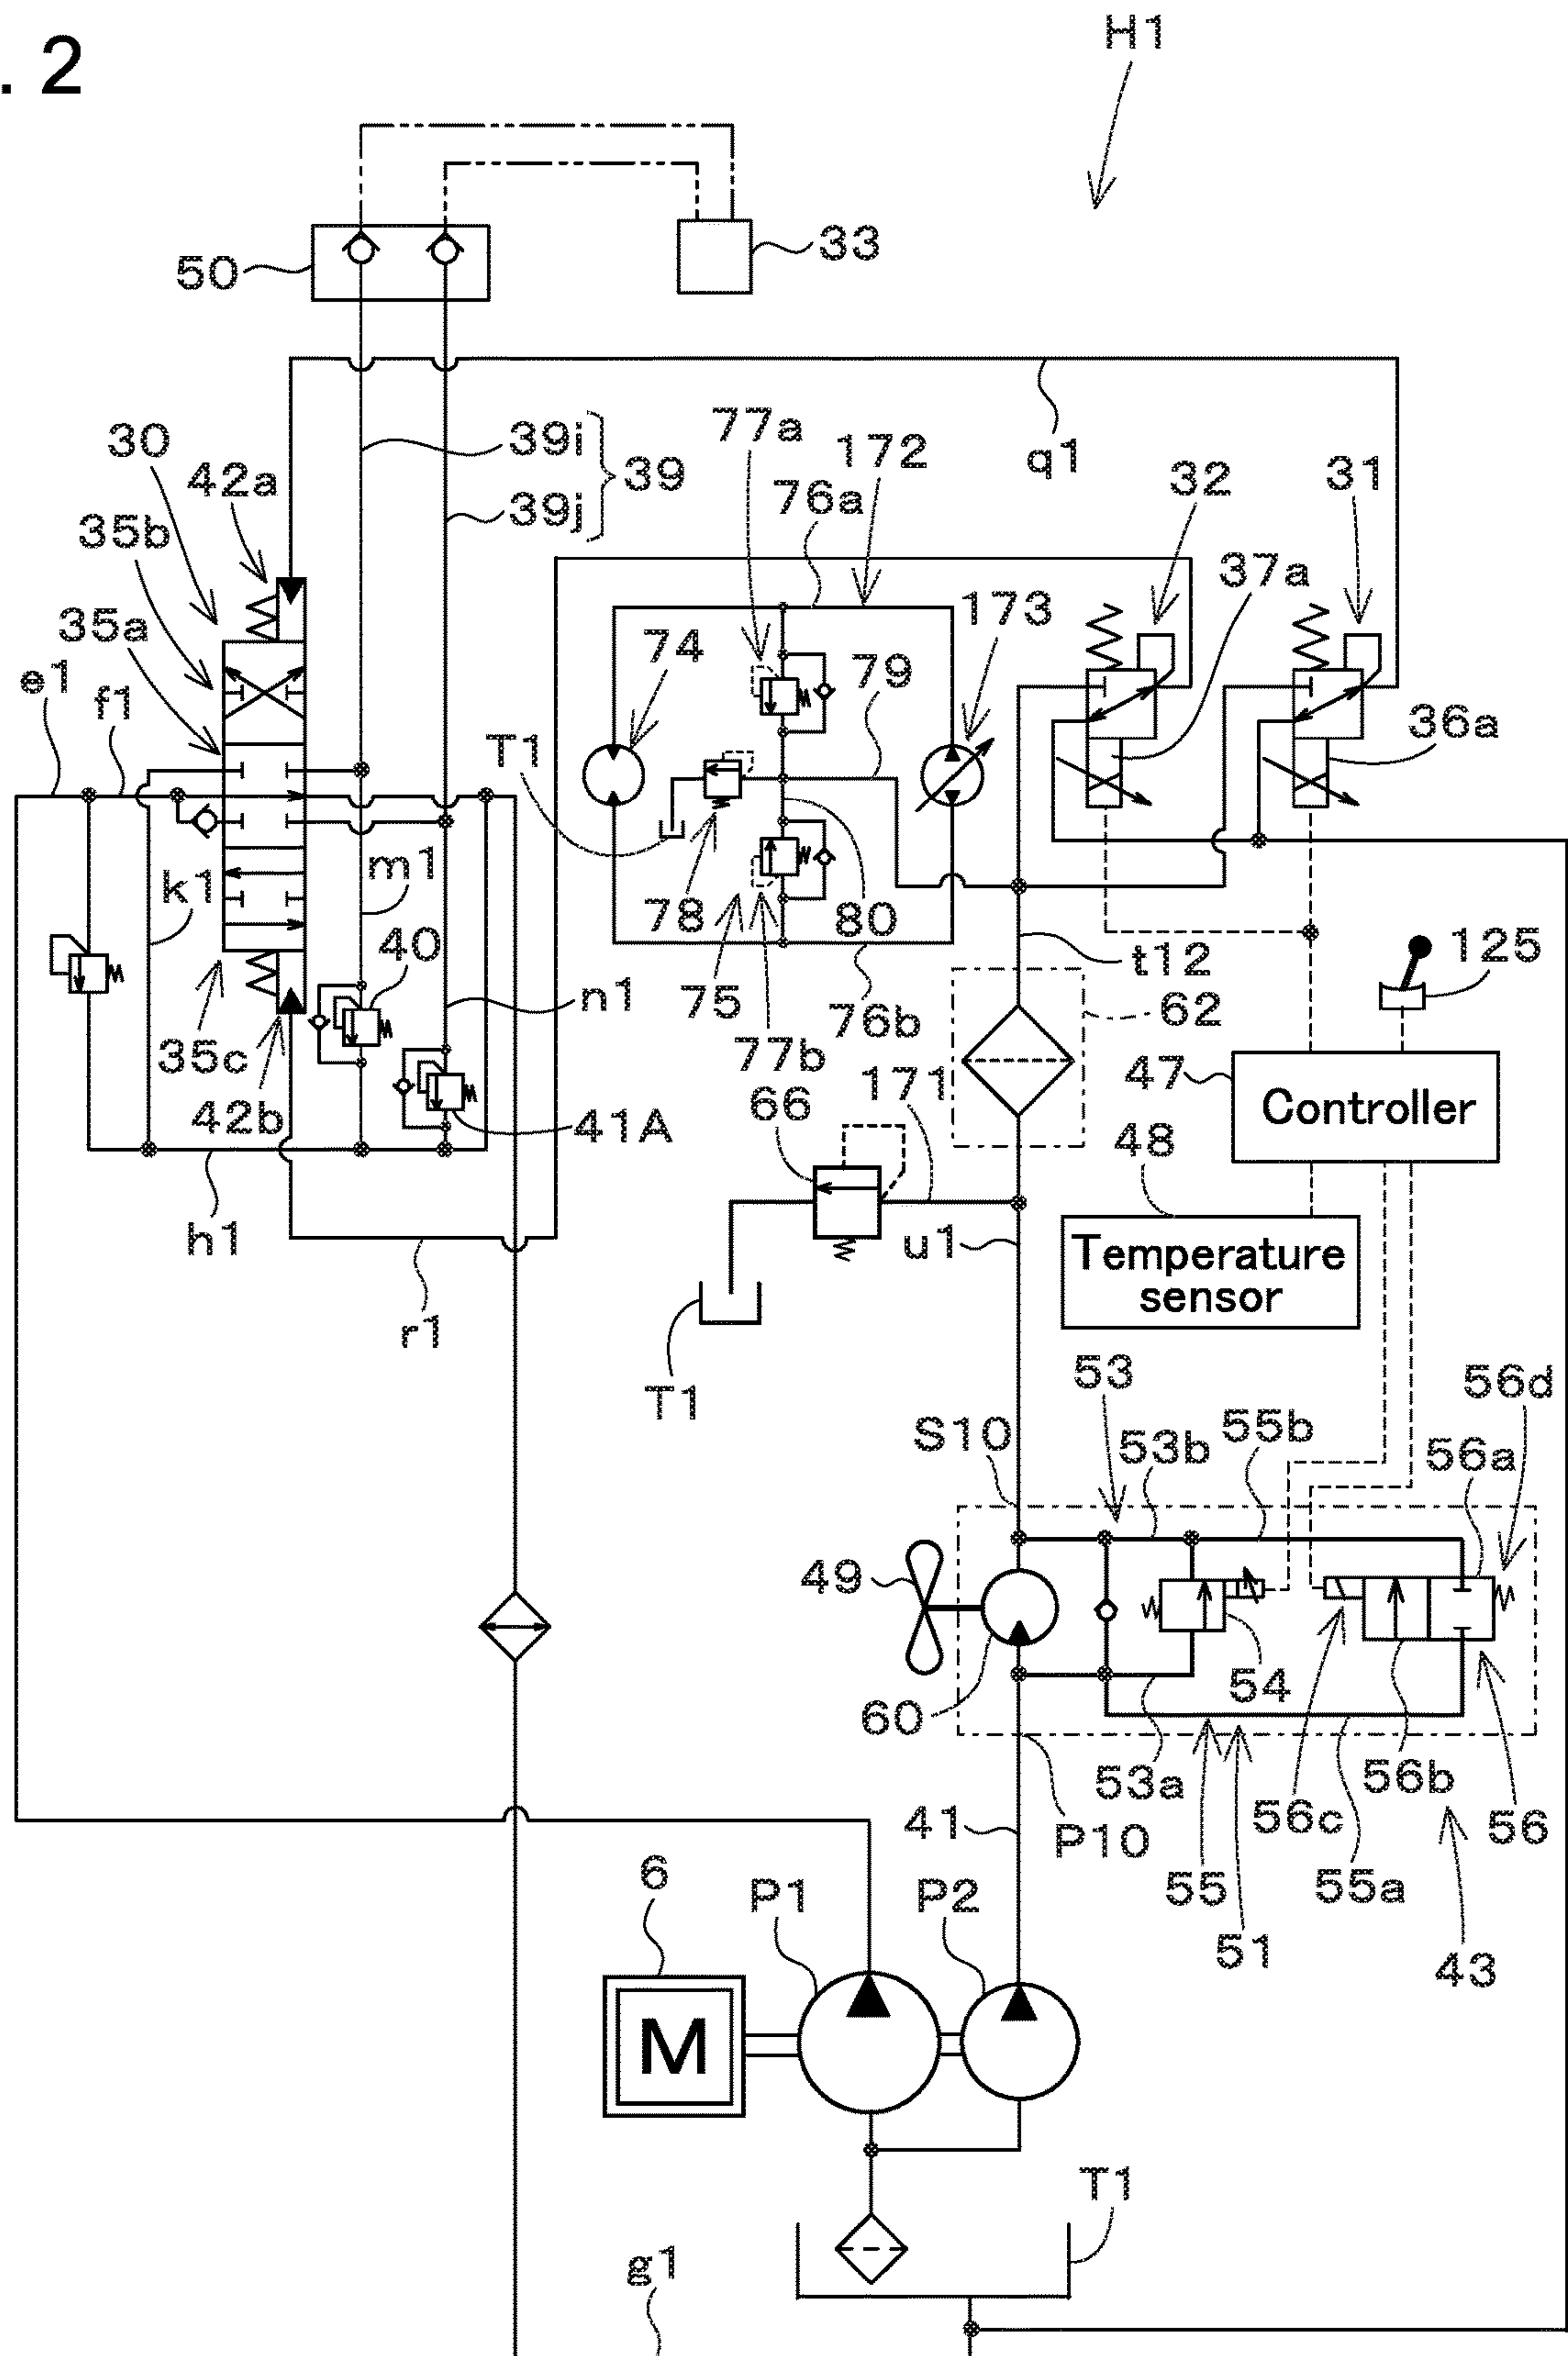 . 2
H1
50
33
30
42a
39i
39
39j
77a
172
76a
q1
32
31
35b
35a
e1
f1
74
79
173
37a
36a
T1
k1
m1
78
80
40
75
n1
77b
76b
t12
125
62
35c
42b
41A
66
171
47
Controller
48
h1
u1
Temperature
sensor
r1
T1
53
56d
S10
53b
55b
56a
49
54
60
53a
56b
56c
56
41
P10
55
55a
51
43
6
P1
P2
M
T1
g1